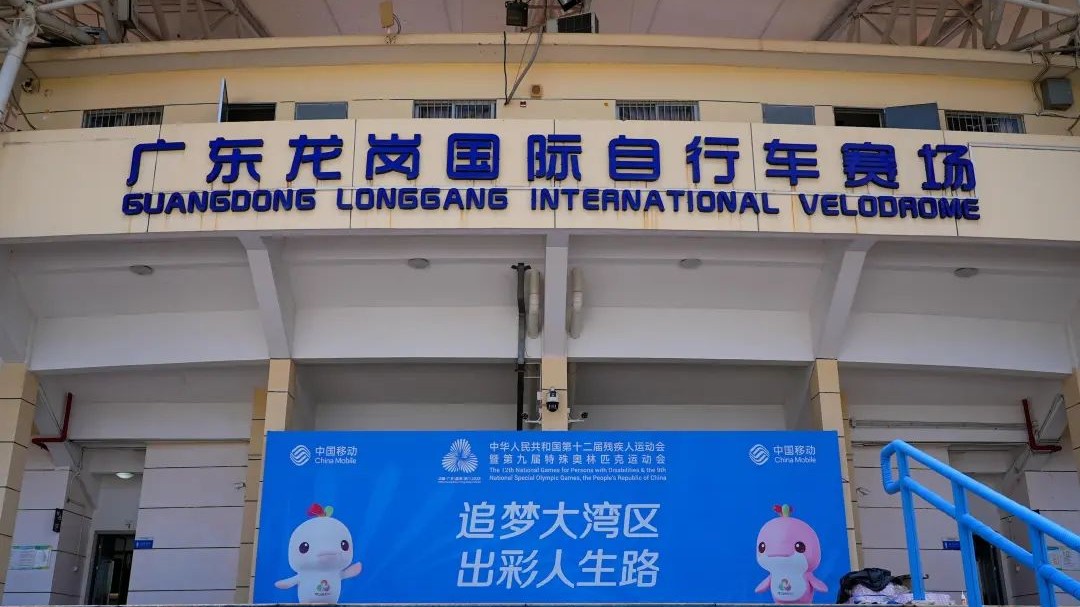 广东龙岗国际自行车赛场
GUANGDONG LONGGANG INTERNATIONAL VELODROME
中国移动
China Mobile
中华人民共和国第十二届残疾人运动会
暨第九届特殊奥林匹克运动会
The 12th National Games for Persons with Disabilities & the 9th
National Special Olympic Games, the People's Republic of China
中国移动
China Mobile
追梦大湾区
出彩人生路